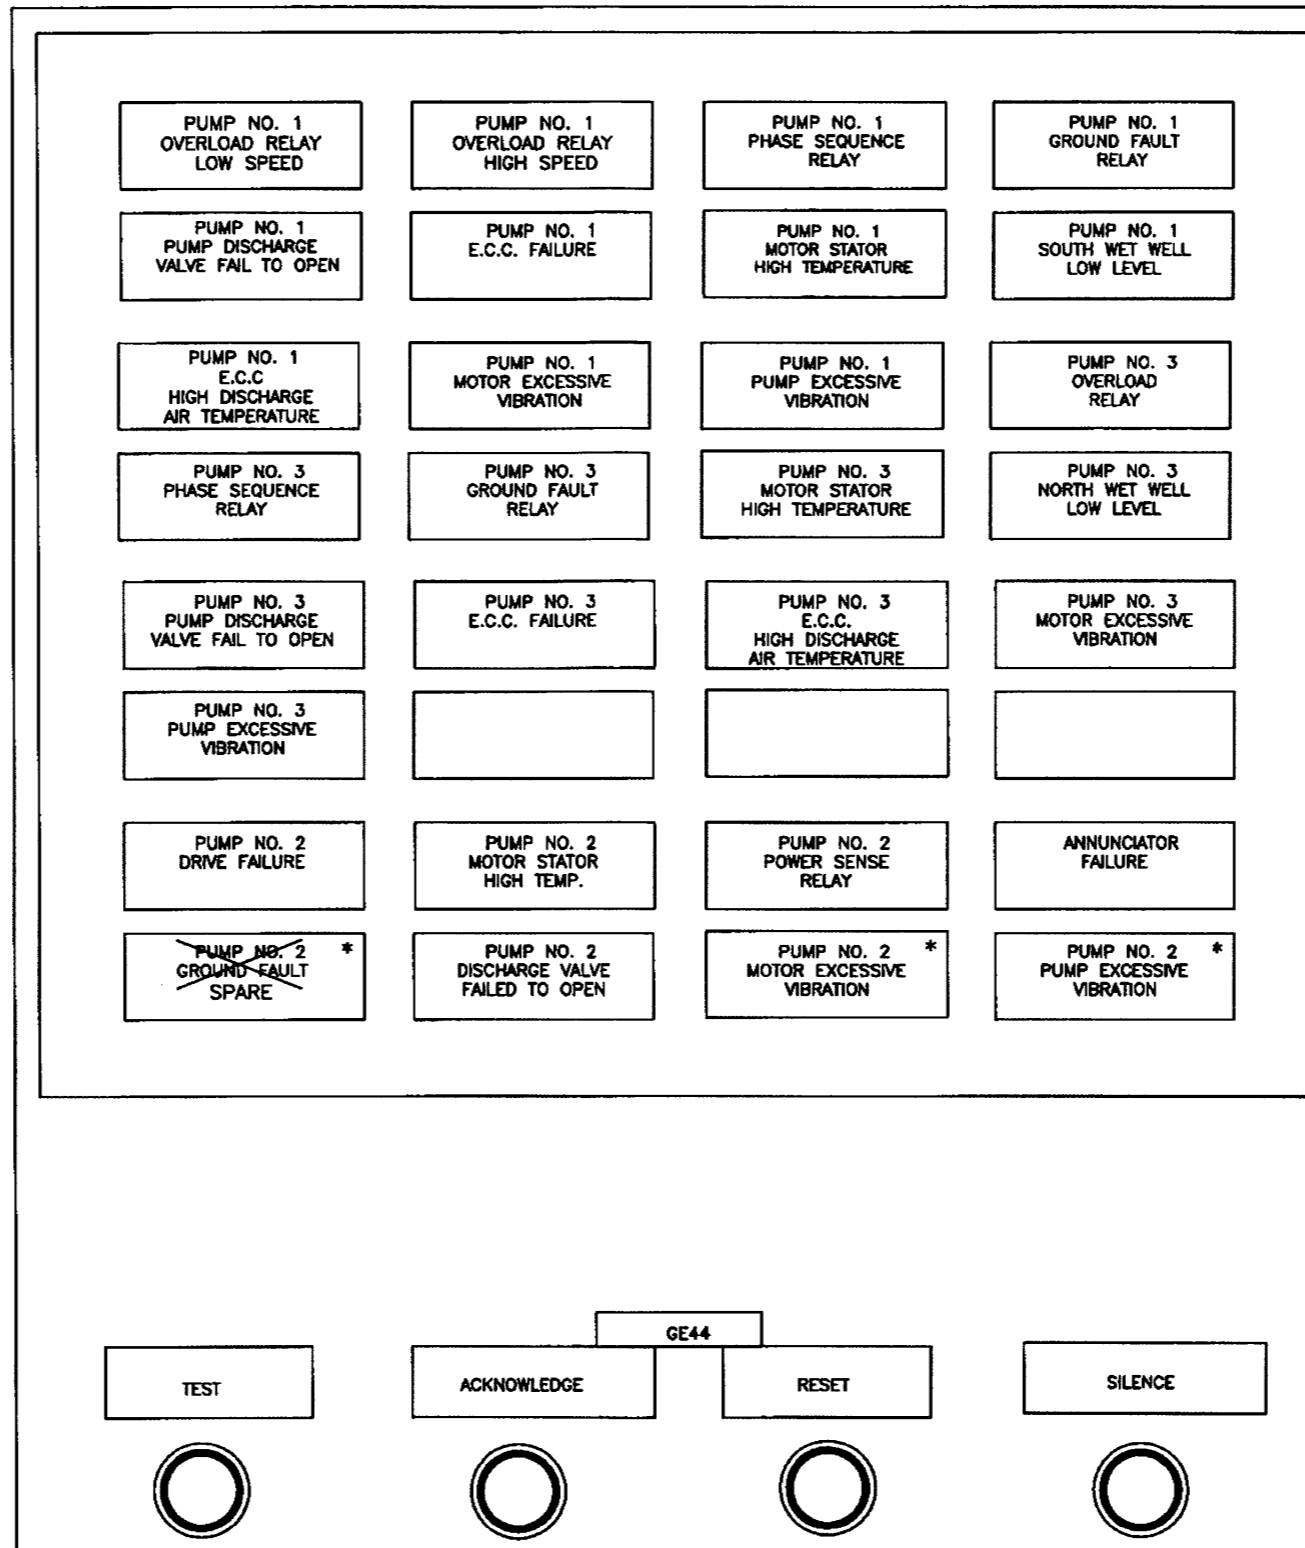 PUMP NO. 1
OVERLOAD RELAY
LOW SPEED
PUMP NO. 1
OVERLOAD RELAY
HIGH SPEED
PUMP NO. 1
PHASE SEQUENCE
RELAY
PUMP NO. 1
GROUND FAULT
RELAY
PUMP NO. 1
PUMP DISCHARGE
VALVE FAIL TO OPEN
PUMP NO. 1
E.C.C. FAILURE
PUMP NO. 1
MOTOR STATOR
HIGH TEMPERATURE
PUMP NO. 1
SOUTH WET WELL
LOW LEVEL
PUMP NO. 1
E.C.C
HIGH DISCHARGE
AIR TEMPERATURE
PUMP NO. 1
MOTOR EXCESSIVE
VIBRATION
PUMP NO. 1
PUMP EXCESSIVE
VIBRATION
PUMP NO. 3
OVERLOAD
RELAY
PUMP NO. 3
PHASE SEQUENCE
RELAY
PUMP NO. 3
GROUND FAULT
RELAY
PUMP NO. 3
MOTOR STATOR
HIGH TEMPERATURE
PUMP NO. 3
NORTH WET WELL
LOW LEVEL
PUMP NO. 3
PUMP DISCHARGE
VALVE FAIL TO OPEN
PUMP NO. 3
E.C.C. FAILURE
PUMP NO. 3
E.C.C.
HIGH DISCHARGE
AIR TEMPERATURE
PUMP NO. 3
MOTOR EXCESSIVE
VIBRATION
PUMP NO. 3
PUMP EXCESSIVE
VIBRATION
PUMP NO. 2
DRIVE FAILURE
PUMP NO. 2
MOTOR STATOR
HIGH TEMP.
PUMP NO. 2
POWER SENSE
RELAY
ANNUNCIATOR
FAILURE
PUMP NO. 2 *
GROUND FAULT
SPARE
PUMP NO. 2
DISCHARGE VALVE
FAILED TO OPEN
PUMP NO. 2 *
MOTOR EXCESSIVE
VIBRATION
PUMP NO. 2 *
PUMP EXCESSIVE
VIBRATION
GE44
TEST
ACKNOWLEDGE
RESET
SILENCE